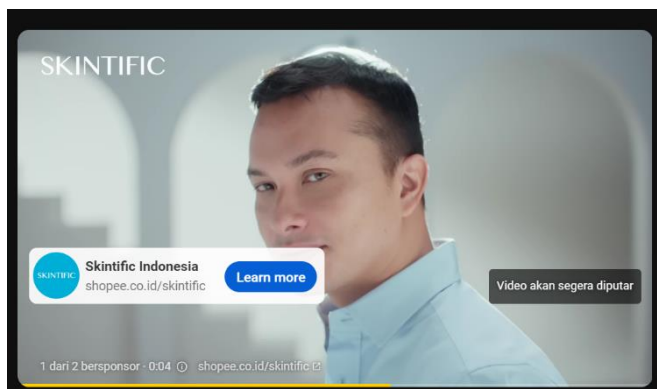 SKINTIFIC
SKINTIFIC
Skintific Indonesia
shopee.co.id/skintific
Learn more
Video akan segera diputar
1 dari 2 bersponsor · 0:04
shopee.co.id/skintific